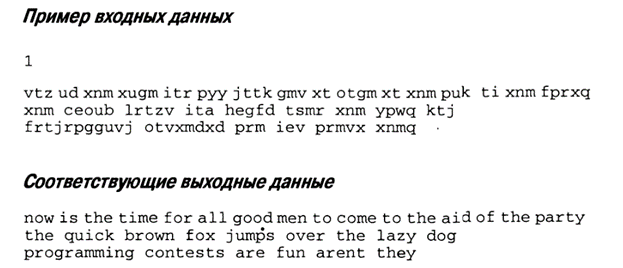 Пример входных данных
1
vtz ud xnm xugm itr pyy jttk gmv xt otgm xt xnm puk ti xnm fprxq
xnm ceoub lrtzv ita hegfd tsmr xnm ypwq ktj
frtjrpgguvj otvxmdxd prm iev prmvx xnmq
Соответствующие выходные данные
now is the time for all good men to come to the aid of the party
the quick brown fox jumps over the lazy dog
programming contests are fun arent they